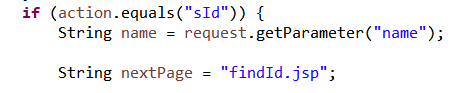 if (action.equals("sId")) {
String name = request.getParameter("name");
String nextPage = "findId.jsp";